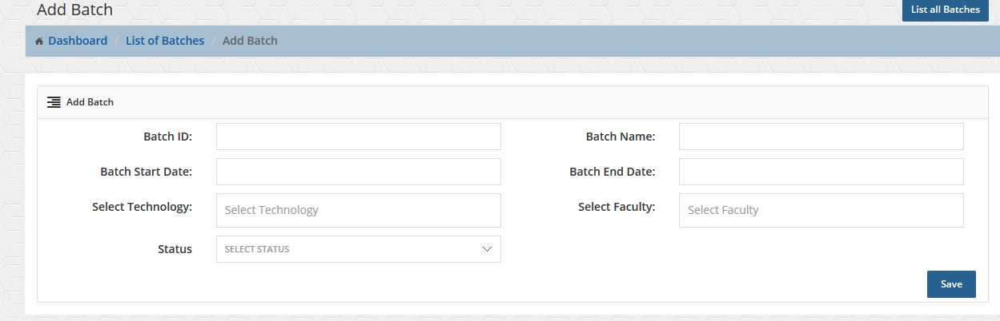 Add Batch
List all Batches
Dashboard / List of Batches / Add Batch
Add Batch
Batch ID:
Batch Name:
Batch Start Date:
Batch End Date:
Select Technology: Select Technology
Select Faculty: Select Faculty
Status SELECT STATUS
Save